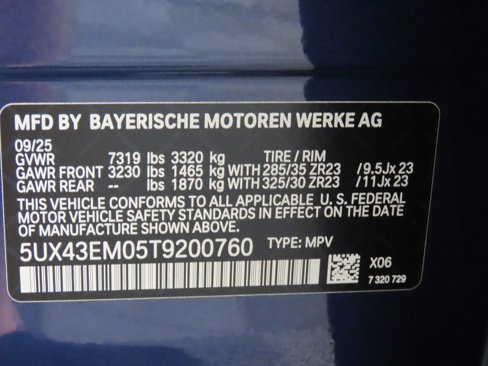 MFD BY BAYERISCHE MOTOREN WERKE AG
09/25
GVWR 7319 lbs 3320 kg TIRE / RIM
GAWR FRONT 3230 lbs 1465 kg WITH 285/35 ZR23 /9.5Jx 23
GAWR REAR -- lbs 1870 kg WITH 325/30 ZR23 /11Jx 23
THIS VEHICLE CONFORMS TO ALL APPLICABLE U. S. FEDERAL
MOTOR VEHICLE SAFETY STANDARDS IN EFFECT ON THE DATE OF
MANUFACTURE SHOWN ABOVE.
5UX43EM05T9200760 TYPE: MPV
X06
7 320 729